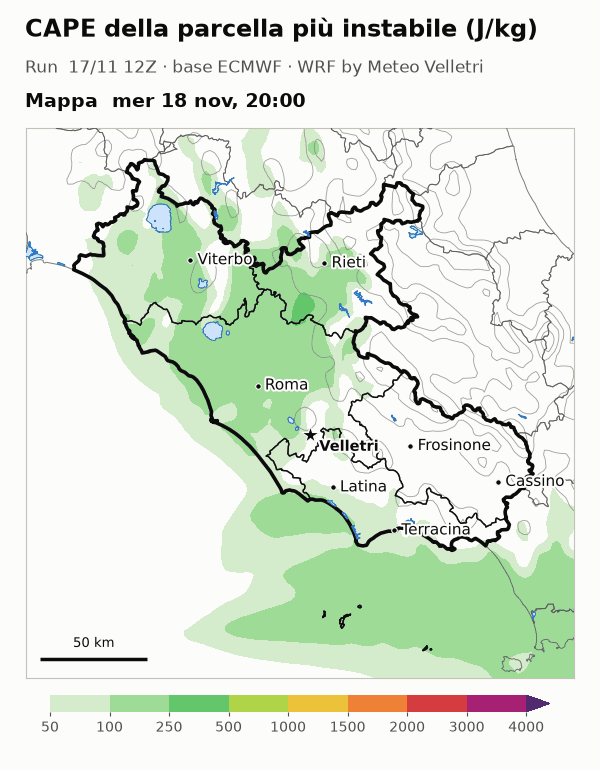 CAPE della parcella più instabile (J/kg)
Run  17/11 12Z · base ECMWF · WRF by Meteo Velletri
Mappa  mer 18 nov, 20:00
Viterbo
Rieti
Roma
Velletri
Frosinone
Latina
Cassino
Terracina
50 km
50 100 250 500 1000 1500 2000 3000 4000